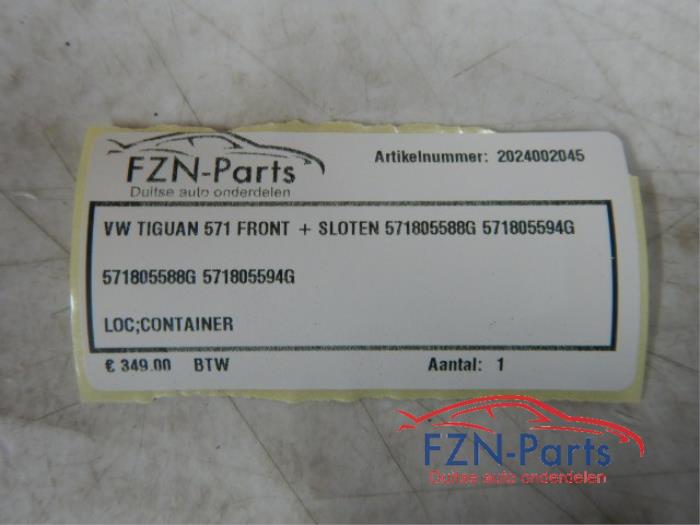 FZN-Parts
Duitse auto onderdelen
Artikelnummer: 2024002045
VW TIGUAN 571 FRONT + SLOTEN 571805588G 571805594G
571805588G 571805594G
LOC;CONTAINER
€ 349.00 BTW
Aantal: 1
FZN-Parts
Duitse auto onderdelen